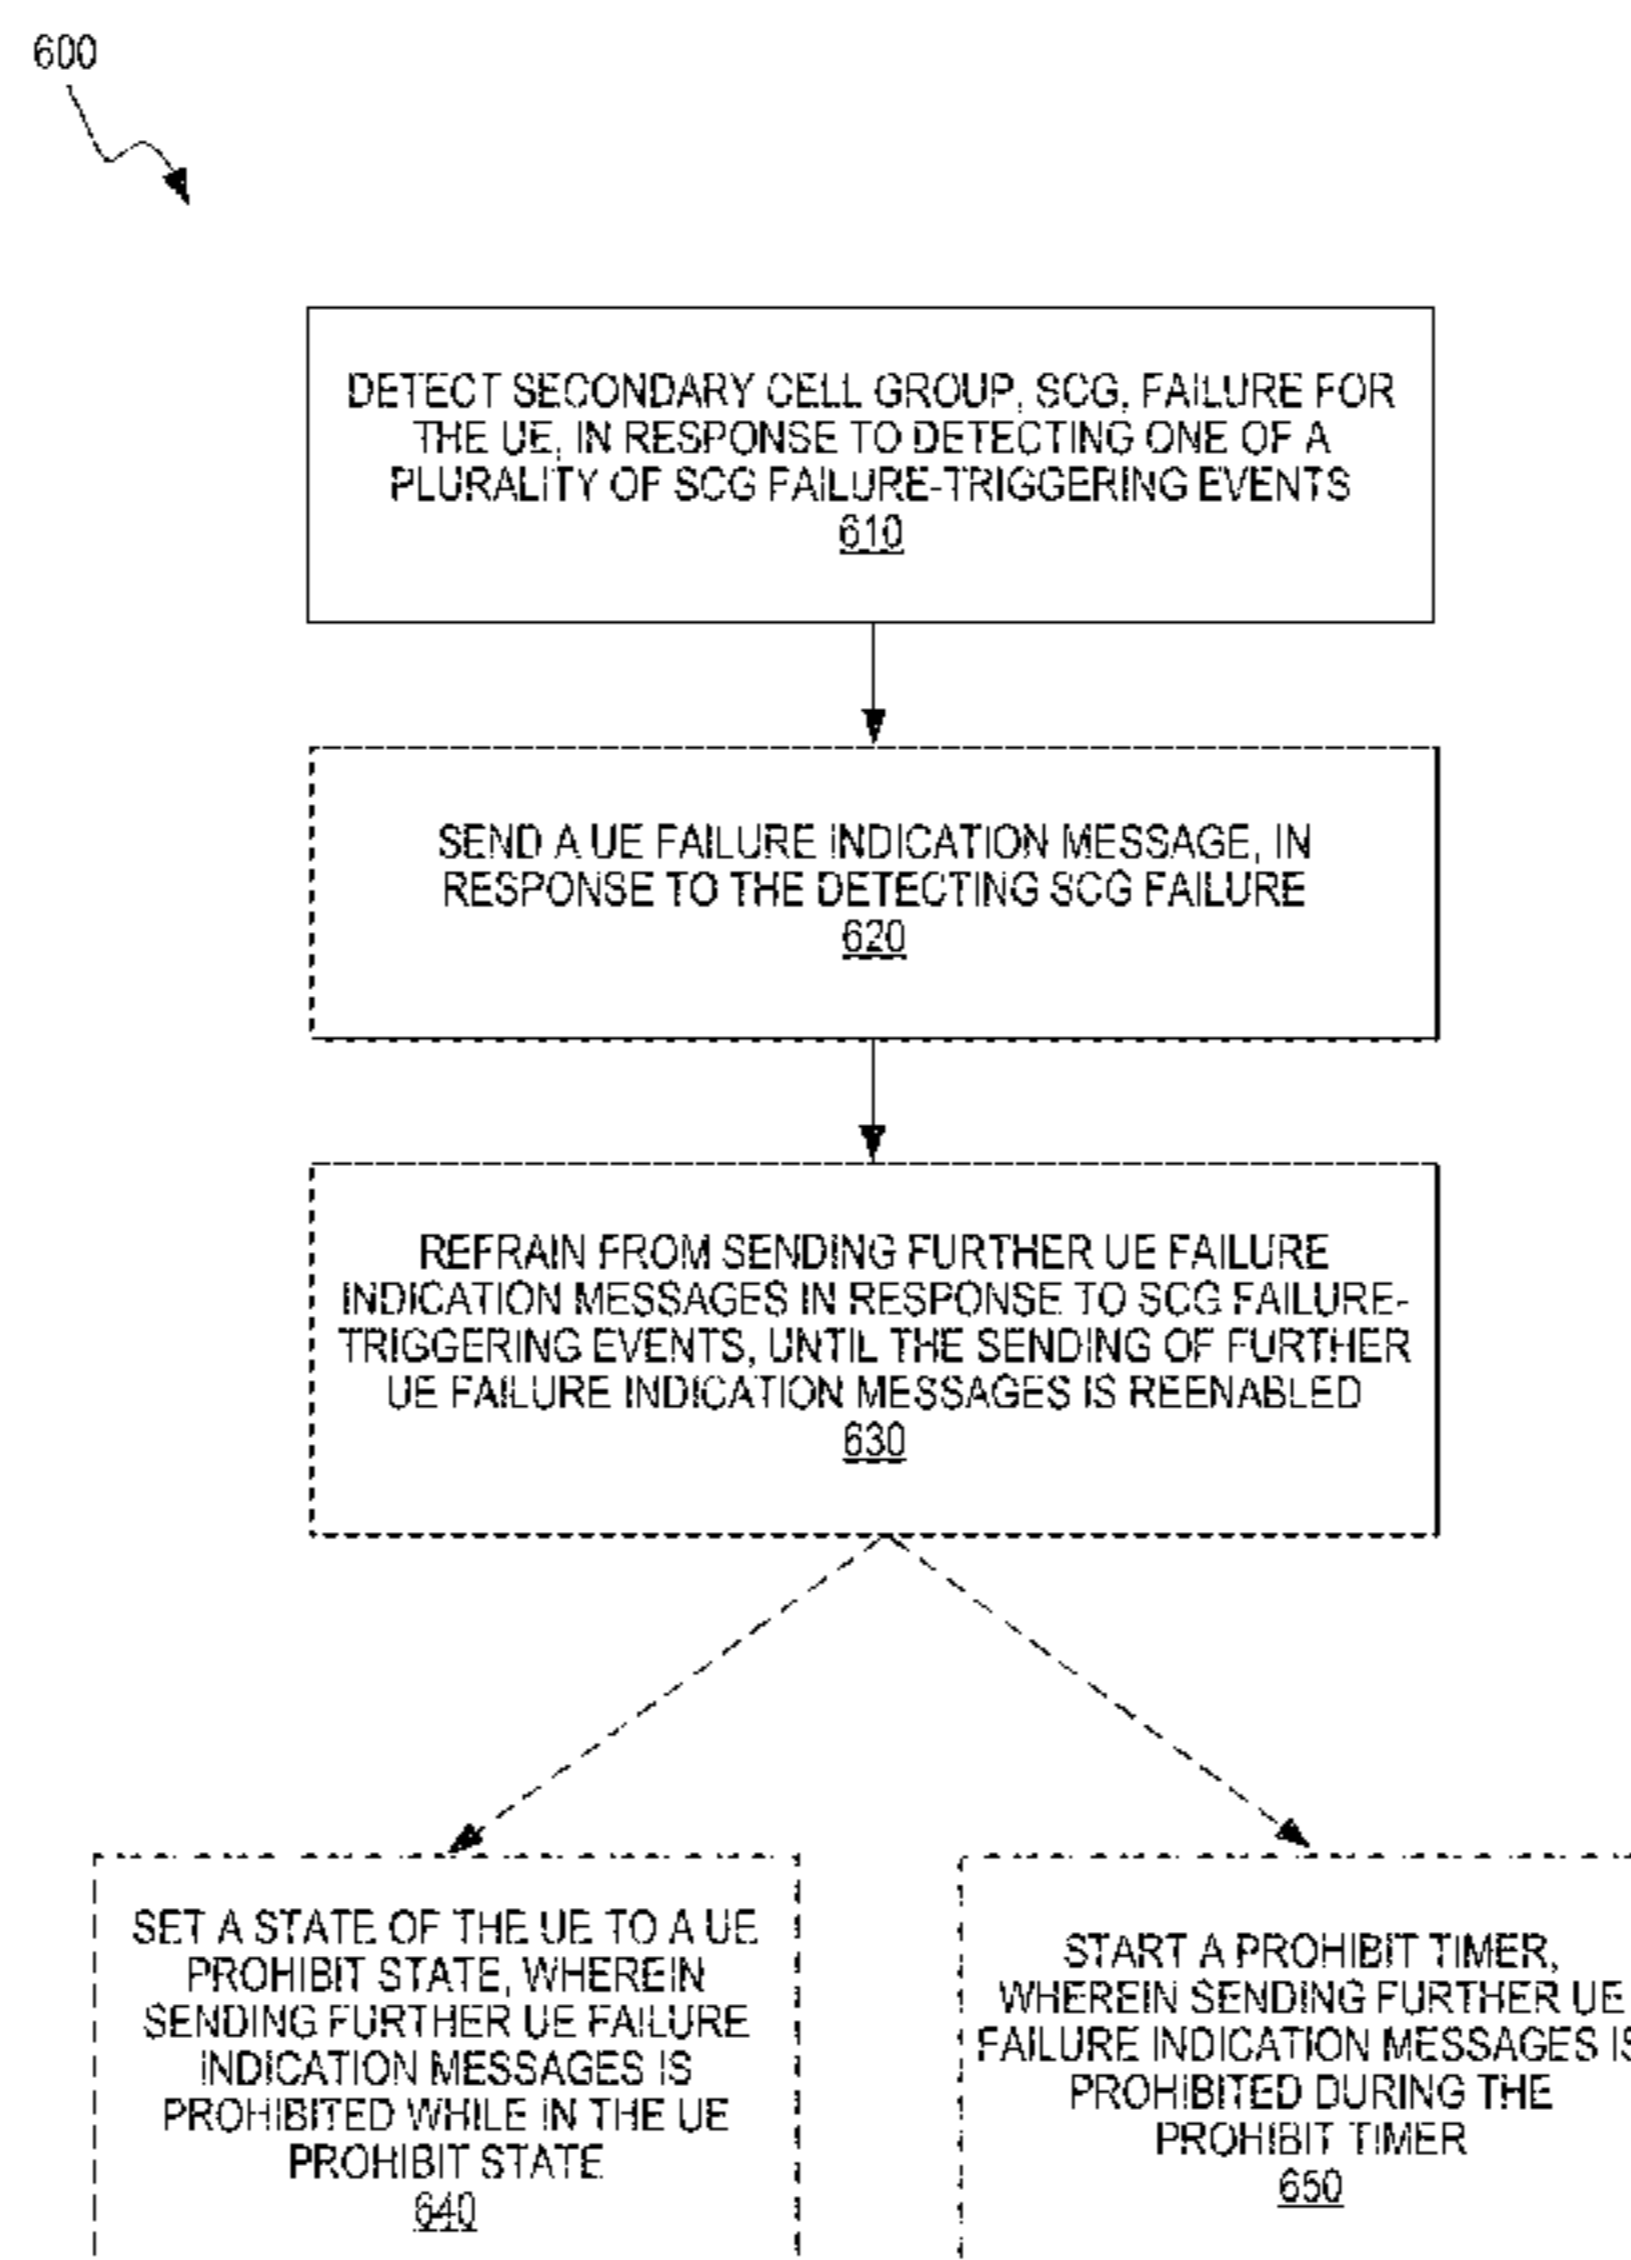 600
DETECT SECONDARY CELL GROUP, SCG, FAILURE FOR
THE UE, IN RESPONSE TO DETECTING ONE OF A
PLURALITY OF SCG FAILURE-TRIGGERING EVENTS
610
SEND A UE FAILURE INDICATION MESSAGE, IN
RESPONSE TO THE DETECTING SCG FAILURE
620
REFRAIN FROM SENDING FURTHER UE FAILURE
INDICATION MESSAGES IN RESPONSE TO SCG FAILURE-
TRIGGERING EVENTS, UNTIL THE SENDING OF FURTHER
UE FAILURE INDICATION MESSAGES IS REENABLED
630
SET A STATE OF THE UE TO A UE
PROHIBIT STATE, WHEREIN
SENDING FURTHER UE FAILURE
INDICATION MESSAGES IS
PROHIBITED WHILE IN THE UE
PROHIBIT STATE
640
START A PROHIBIT TIMER,
WHEREIN SENDING FURTHER UE
FAILURE INDICATION MESSAGES IS
PROHIBITED DURING THE
PROHIBIT TIMER
650